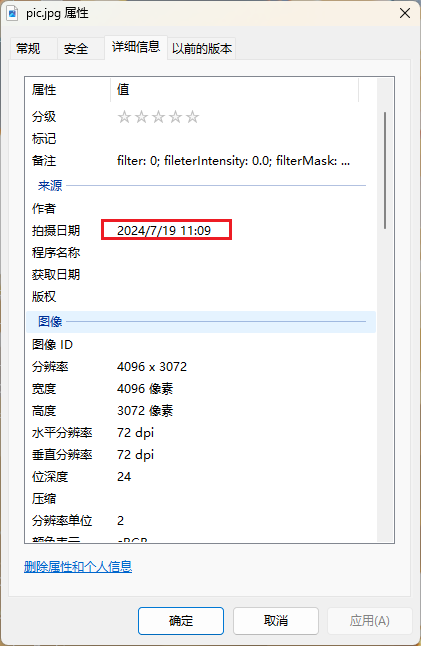 pic.jpg 属性
常规 安全 详细信息 以前的版本
属性 值
分级 ☆☆☆☆☆
标记
备注 filter: 0; fileterIntensity: 0.0; filterMask: ...
来源
作者
拍摄日期 2024/7/19 11:09
程序名称
获取日期
版权
图像
图像 ID
分辨率 4096 x 3072
宽度 4096 像素
高度 3072 像素
水平分辨率 72 dpi
垂直分辨率 72 dpi
位深度 24
压缩
分辨率单位 2
颜色表示 sRGB
删除属性和个人信息
确定 取消 应用(A)